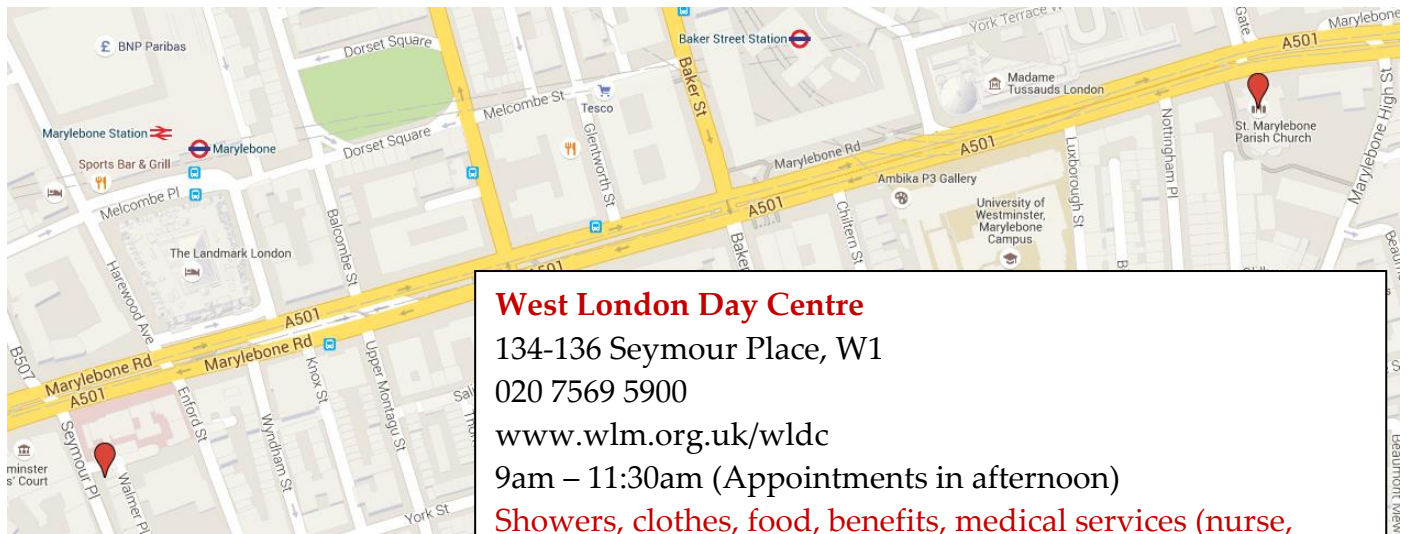 BNP Paribas
Dorset Square
Baker Street Station
York Terrace W
Gate
Marylebone
A501
Madame
Tussauds London
St. Marylebone
Parish Church
Marylebone High St
Baker St
Melcombe St
Tesco
Marylebone Station
Marylebone
Sports Bar & Grill
Dorset Square
Glentworth St
Marylebone Rd
A501
Nottingham Pl
Luxborough St
Melcombe Pl
Ambika P3 Gallery
University of
Westminster,
Marylebone
Campus
A501
Chiltern St
Balcombe St
The Landmark London
Harewood Ave
Baker
A501
Marylebone Rd
Marylebone Rd
A501
B507
Knox St
Upper Montagu St
Enford St
Wyndham St
Seymour Pl
Walmer Pl
minster
s' Court
York St
Beaumont Mew
West London Day Centre
134-136 Seymour Place, W1
020 7569 5900
www.wlm.org.uk/wldc
9am – 11:30am (Appointments in afternoon)
Showers, clothes, food, benefits, medical services (nurse,